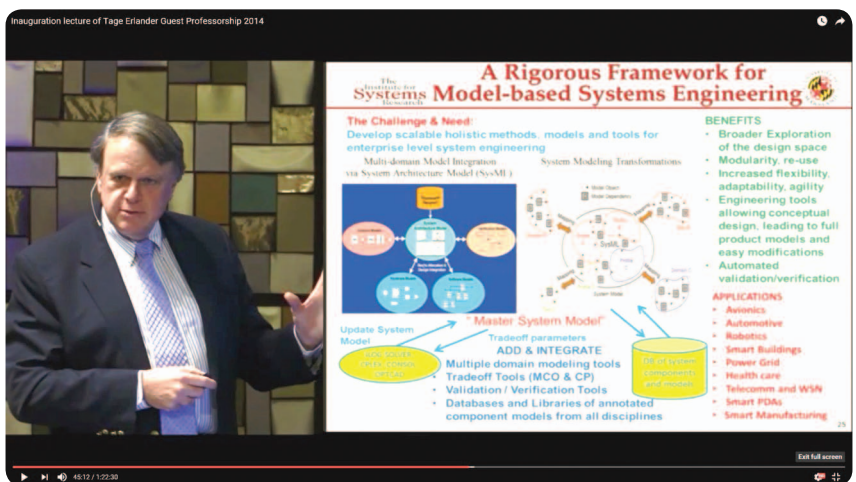 Inauguration lecture of Tage Erlander Guest Professorship 2014
The
Institute for
Systems
Research
A Rigorous Framework for
Model-based Systems Engineering
The Challenge & Need:
Develop scalable holistic methods, models and tools for
enterprise level system engineering
Multi-domain Model Integration
via System Architecture Model (SysML)
System Modeling Transformations
SysML
"Master System Model"
Update System
Model
Tradeoff parameters
ADD & INTEGRATE
• Multiple domain modeling tools
• Tradeoff Tools (MCO & CP)
• Validation / Verification Tools
• Databases and Libraries of annotated
component models from all disciplines
DB of system
components
and models
BENEFITS
• Broader Exploration
of the design space
• Modularity, re-use
• Increased flexibility,
adaptability, agility
• Engineering tools
allowing conceptual
design, leading to full
product models and
easy modifications
• Automated
validation/verification
APPLICATIONS
• Avionics
• Automotive
• Robotics
• Smart Buildings
• Power Grid
• Health care
• Telecomm and WSN
• Smart PDAs
• Smart Manufacturing
25
Exit full screen
45:12 / 1:22:30